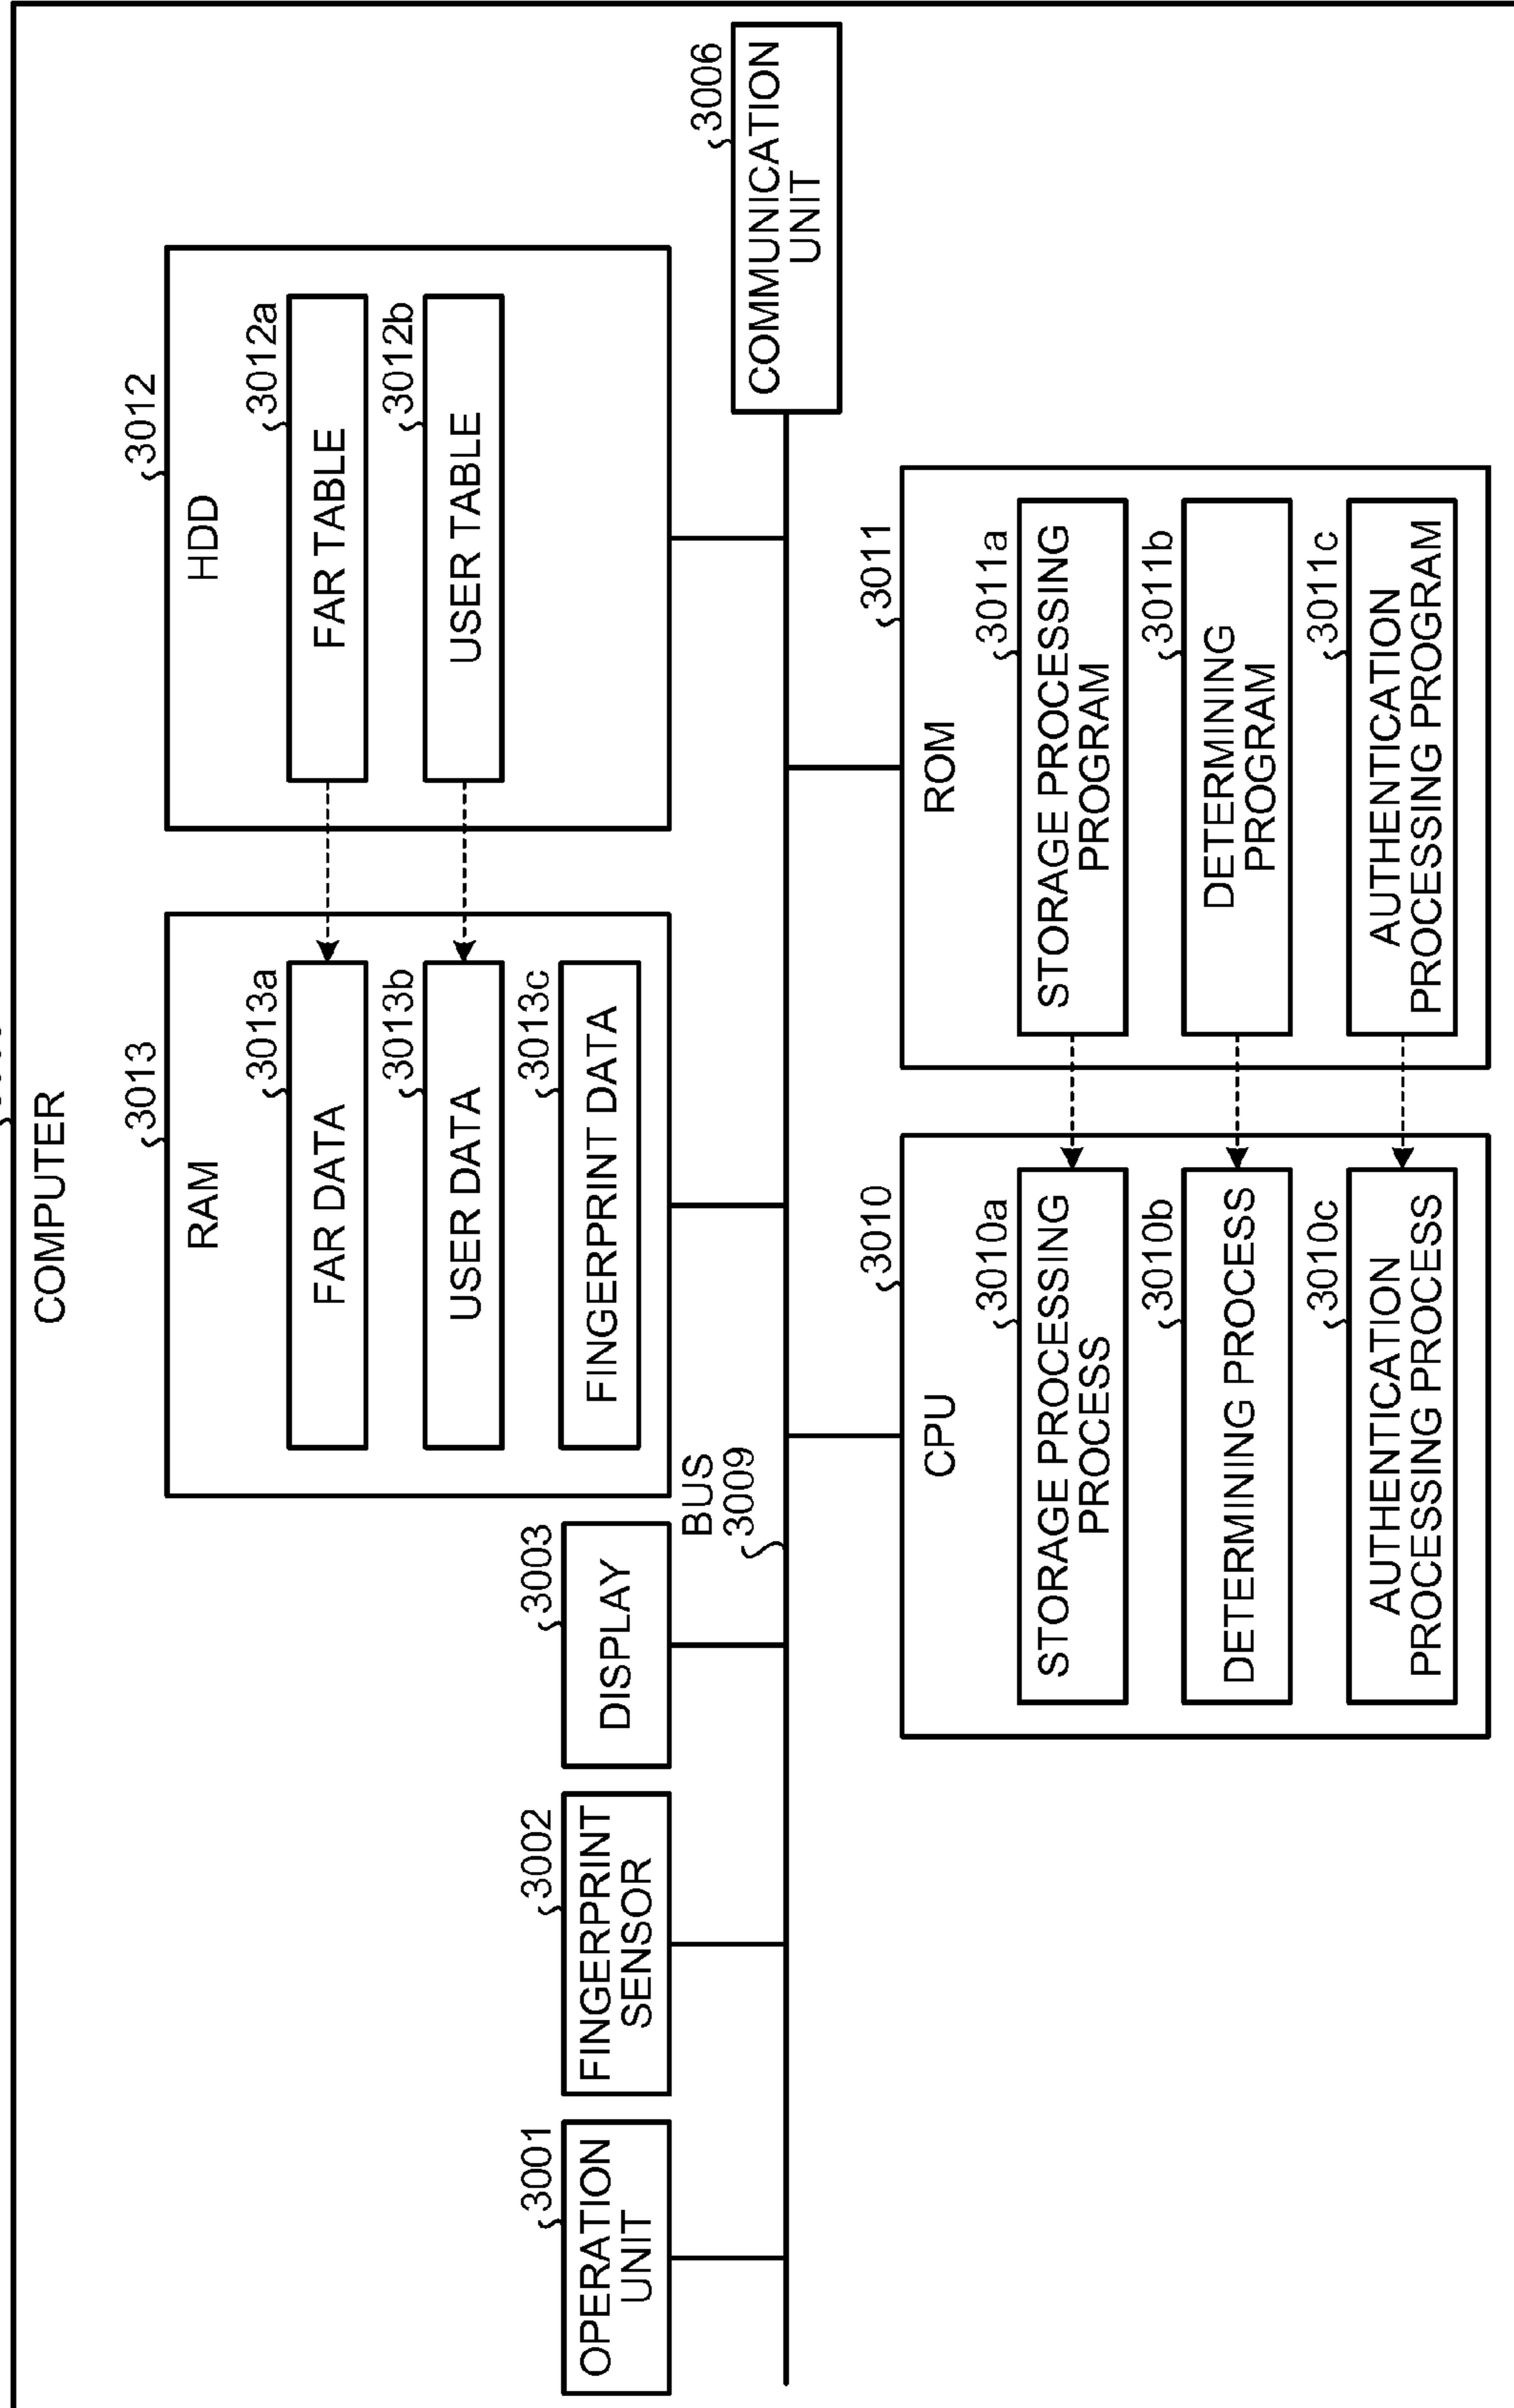 COMPUTER
3001
OPERATION
UNIT
3002
FINGERPRINT
SENSOR
3003
DISPLAY
3013
RAM
3013a
FAR DATA
3013b
USER DATA
3013c
FINGERPRINT DATA
3012
HDD
3012a
FAR TABLE
3012b
USER TABLE
BUS
3009
3006
COMMUNICATION
UNIT
3010
CPU
3010a
STORAGE PROCESSING
PROCESS
3010b
DETERMINING PROCESS
3010c
AUTHENTICATION
PROCESSING PROCESS
3011
ROM
3011a
STORAGE PROCESSING
PROGRAM
3011b
DETERMINING
PROGRAM
3011c
AUTHENTICATION
PROCESSING PROGRAM